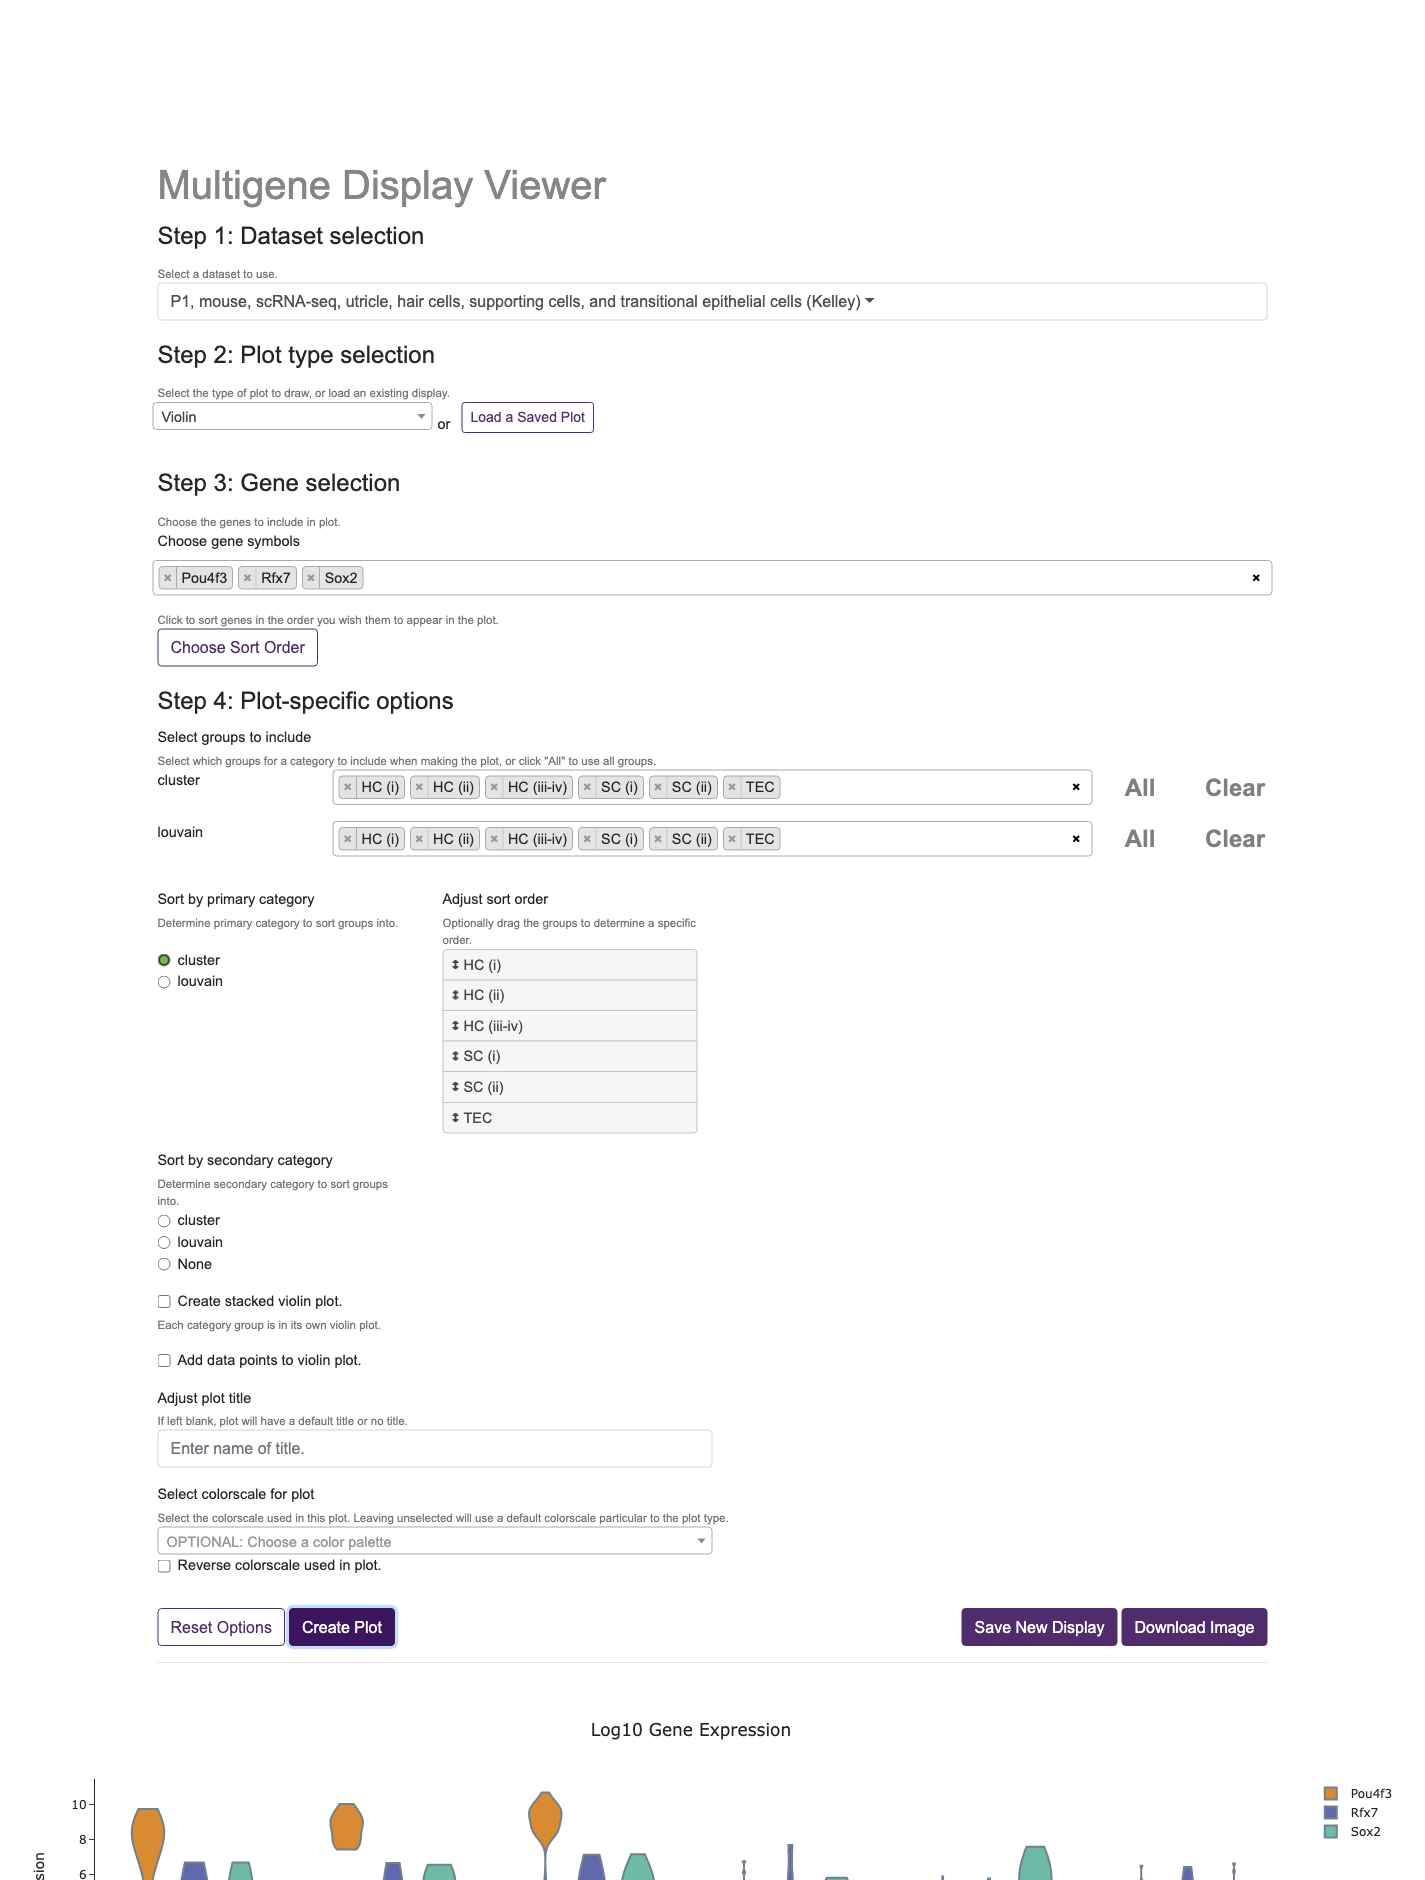 Multigene Display Viewer
Step 1: Dataset selection
Select a dataset to use.
P1, mouse, scRNA-seq, utricle, hair cells, supporting cells, and transitional epithelial cells (Kelley)
Step 2: Plot type selection
Select the type of plot to draw, or load an existing display.
Violin or Load a Saved Plot
Step 3: Gene selection
Choose the genes to include in plot.
Choose gene symbols
× Pou4f3 × Rfx7 × Sox2 ×
Click to sort genes in the order you wish them to appear in the plot.
Choose Sort Order
Step 4: Plot-specific options
Select groups to include
Select which groups for a category to include when making the plot, or click "All" to use all groups.
cluster × HC (i) × HC (ii) × HC (iii-iv) × SC (i) × SC (ii) × TEC × All Clear
louvain × HC (i) × HC (ii) × HC (iii-iv) × SC (i) × SC (ii) × TEC × All Clear
Sort by primary category
Determine primary category to sort groups into.
cluster
louvain
Adjust sort order
Optionally drag the groups to determine a specific
order.
HC (i)
HC (ii)
HC (iii-iv)
SC (i)
SC (ii)
TEC
Sort by secondary category
Determine secondary category to sort groups
into.
cluster
louvain
None
Create stacked violin plot.
Each category group is in its own violin plot.
Add data points to violin plot.
Adjust plot title
If left blank, plot will have a default title or no title.
Enter name of title.
Select colorscale for plot
Select the colorscale used in this plot. Leaving unselected will use a default colorscale particular to the plot type.
OPTIONAL: Choose a color palette
Reverse colorscale used in plot.
Reset Options Create Plot Save New Display Download Image
Log10 Gene Expression
10
8
6
Pou4f3
Rfx7
Sox2